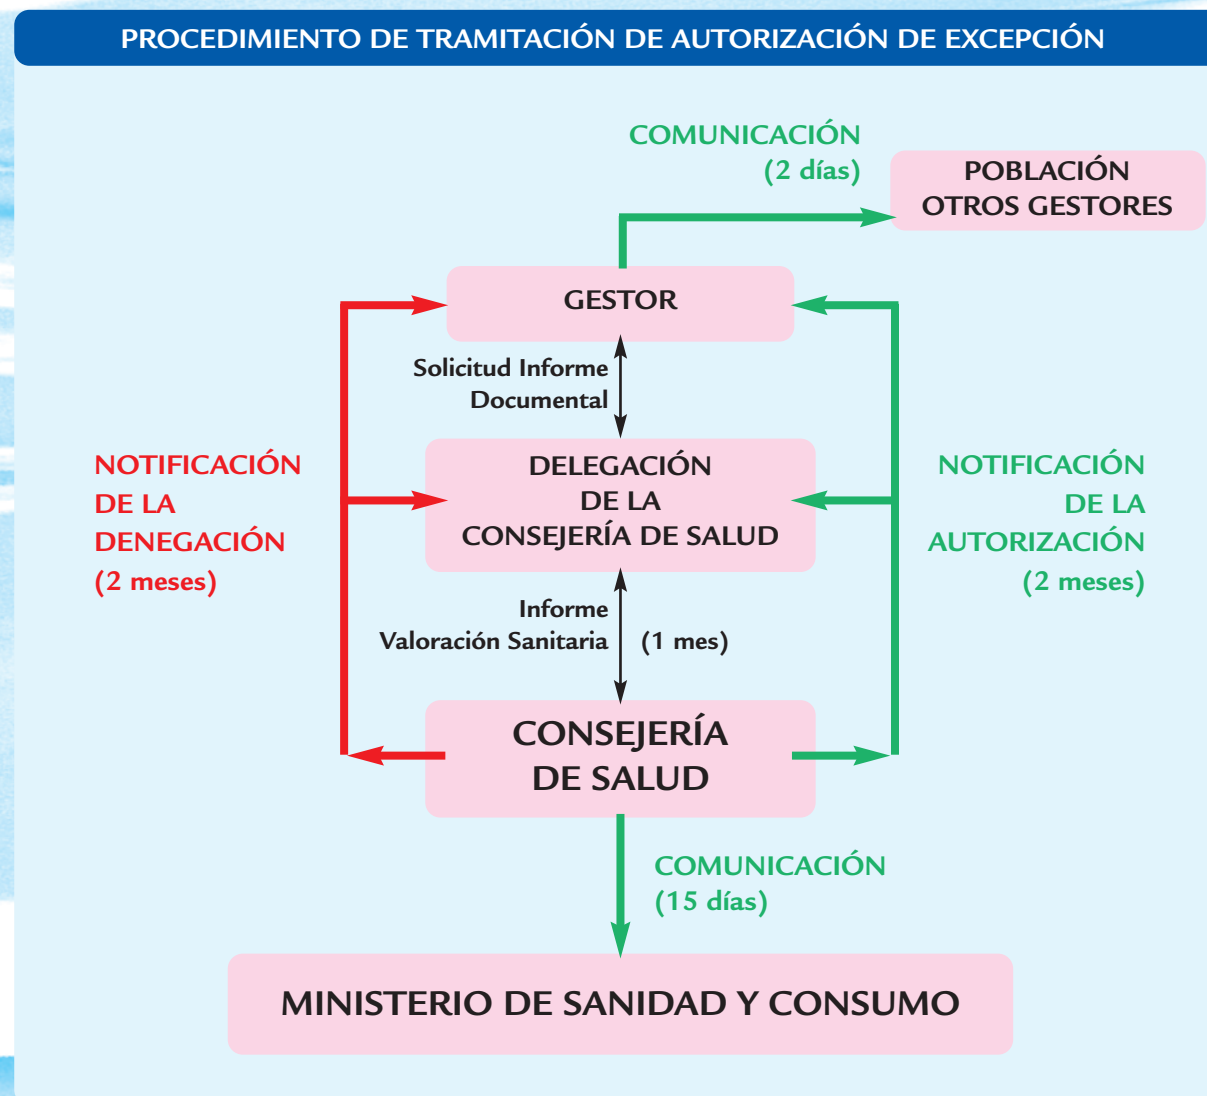 PROCEDIMIENTO DE TRAMITACIÓN DE AUTORIZACIÓN DE EXCEPCIÓN
COMUNICACIÓN
(2 días)
POBLACIÓN
OTROS GESTORES
GESTOR
Solicitud Informe
Documental
NOTIFICACIÓN
DE LA
DENEGACIÓN
(2 meses)
DELEGACIÓN
DE LA
CONSEJERÍA DE SALUD
NOTIFICACIÓN
DE LA
AUTORIZACIÓN
(2 meses)
Informe
Valoración Sanitaria
(1 mes)
CONSEJERÍA
DE SALUD
COMUNICACIÓN
(15 días)
MINISTERIO DE SANIDAD Y CONSUMO